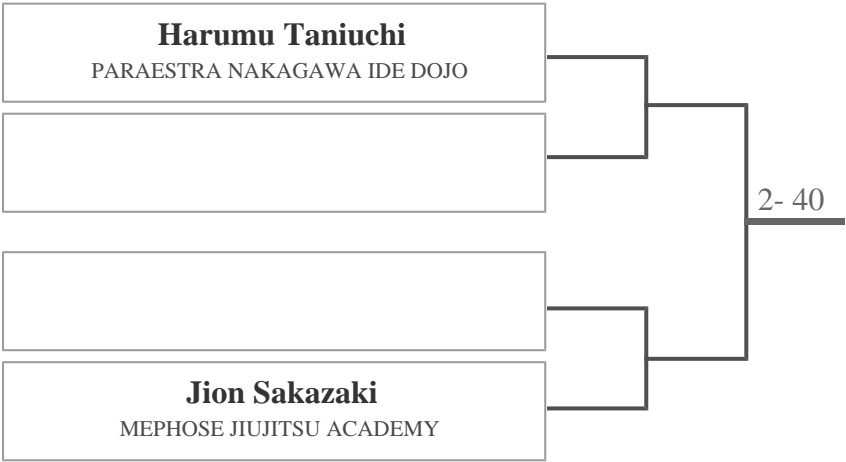 Harumu Taniuchi
PARAESTRA NAKAGAWA IDE DOJO
2- 40
Jion Sakazaki
MEPHOSE JIUJITSU ACADEMY